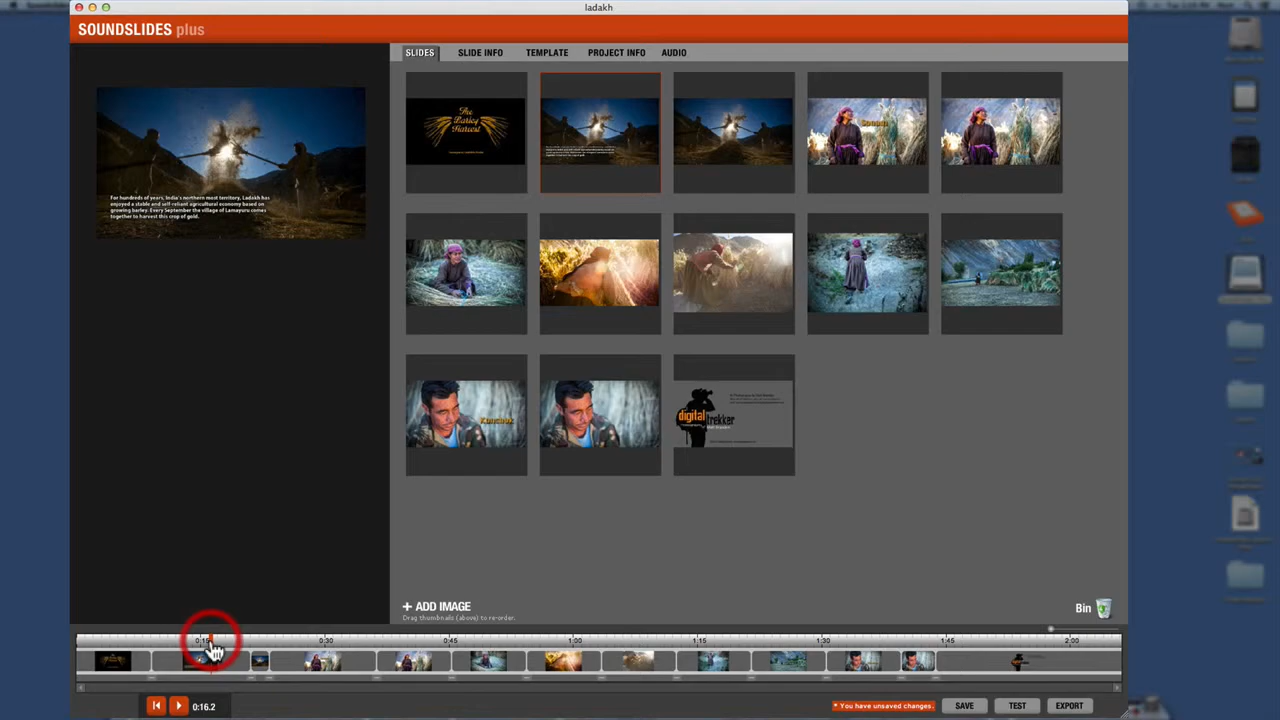 ladakh
SOUNDSLIDES plus
SLIDES SLIDE INFO TEMPLATE PROJECT INFO AUDIO
The Barley Harvest
For hundreds of years, India's northern most territory, Ladakh has
enjoyed a stable and self-reliant agricultural economy based on
growing barley. Every September the village of Lamayuru comes
together to harvest this crop of gold.
Sonam
Konchuk
digital
trekker
+ ADD IMAGE
Drag thumbnails (above) to re-order.
Bin
0:15 0:30 0:45 1:00 1:15 1:30 1:45 2:00
0:16.2
* You have unsaved changes.
SAVE TEST EXPORT